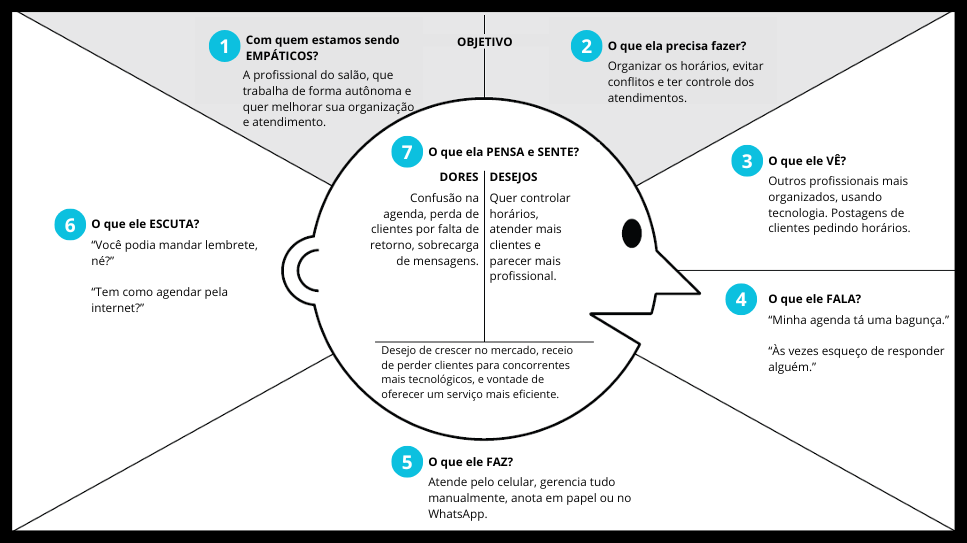 OBJETIVO
1
Com quem estamos sendo
EMPÁTICOS?
A profissional do salão, que
trabalha de forma autônoma e
quer melhorar sua organização
e atendimento.
2
O que ela precisa fazer?
Organizar os horários, evitar
conflitos e ter controle dos
atendimentos.
3
O que ele VÊ?
Outros profissionais mais
organizados, usando
tecnologia. Postagens de
clientes pedindo horários.
4
O que ele FALA?
“Minha agenda tá uma bagunça.”
“Às vezes esqueço de responder
alguém.”
5
O que ele FAZ?
Atende pelo celular, gerencia tudo
manualmente, anota em papel ou no
WhatsApp.
6
O que ele ESCUTA?
“Você podia mandar lembrete,
né?”
“Tem como agendar pela
internet?”
7
O que ela PENSA e SENTE?
DORES
Confusão na
agenda, perda de
clientes por falta de
retorno, sobrecarga
de mensagens.
DESEJOS
Quer controlar
horários,
atender mais
clientes e
parecer mais
profissional.
Desejo de crescer no mercado, receio
de perder clientes para concorrentes
mais tecnológicos, e vontade de
oferecer um serviço mais eficiente.